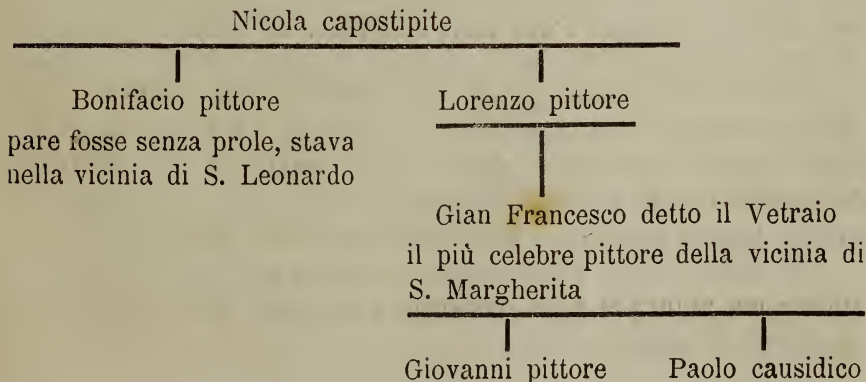 Nicola capostipite
Bonifacio pittore
pare fosse senza prole, stava
nella vicinia di S. Leonardo
Lorenzo pittore
Gian Francesco detto il Vetraio
il più celebre pittore della vicinia di
S. Margherita
Giovanni pittore
Paolo causidico